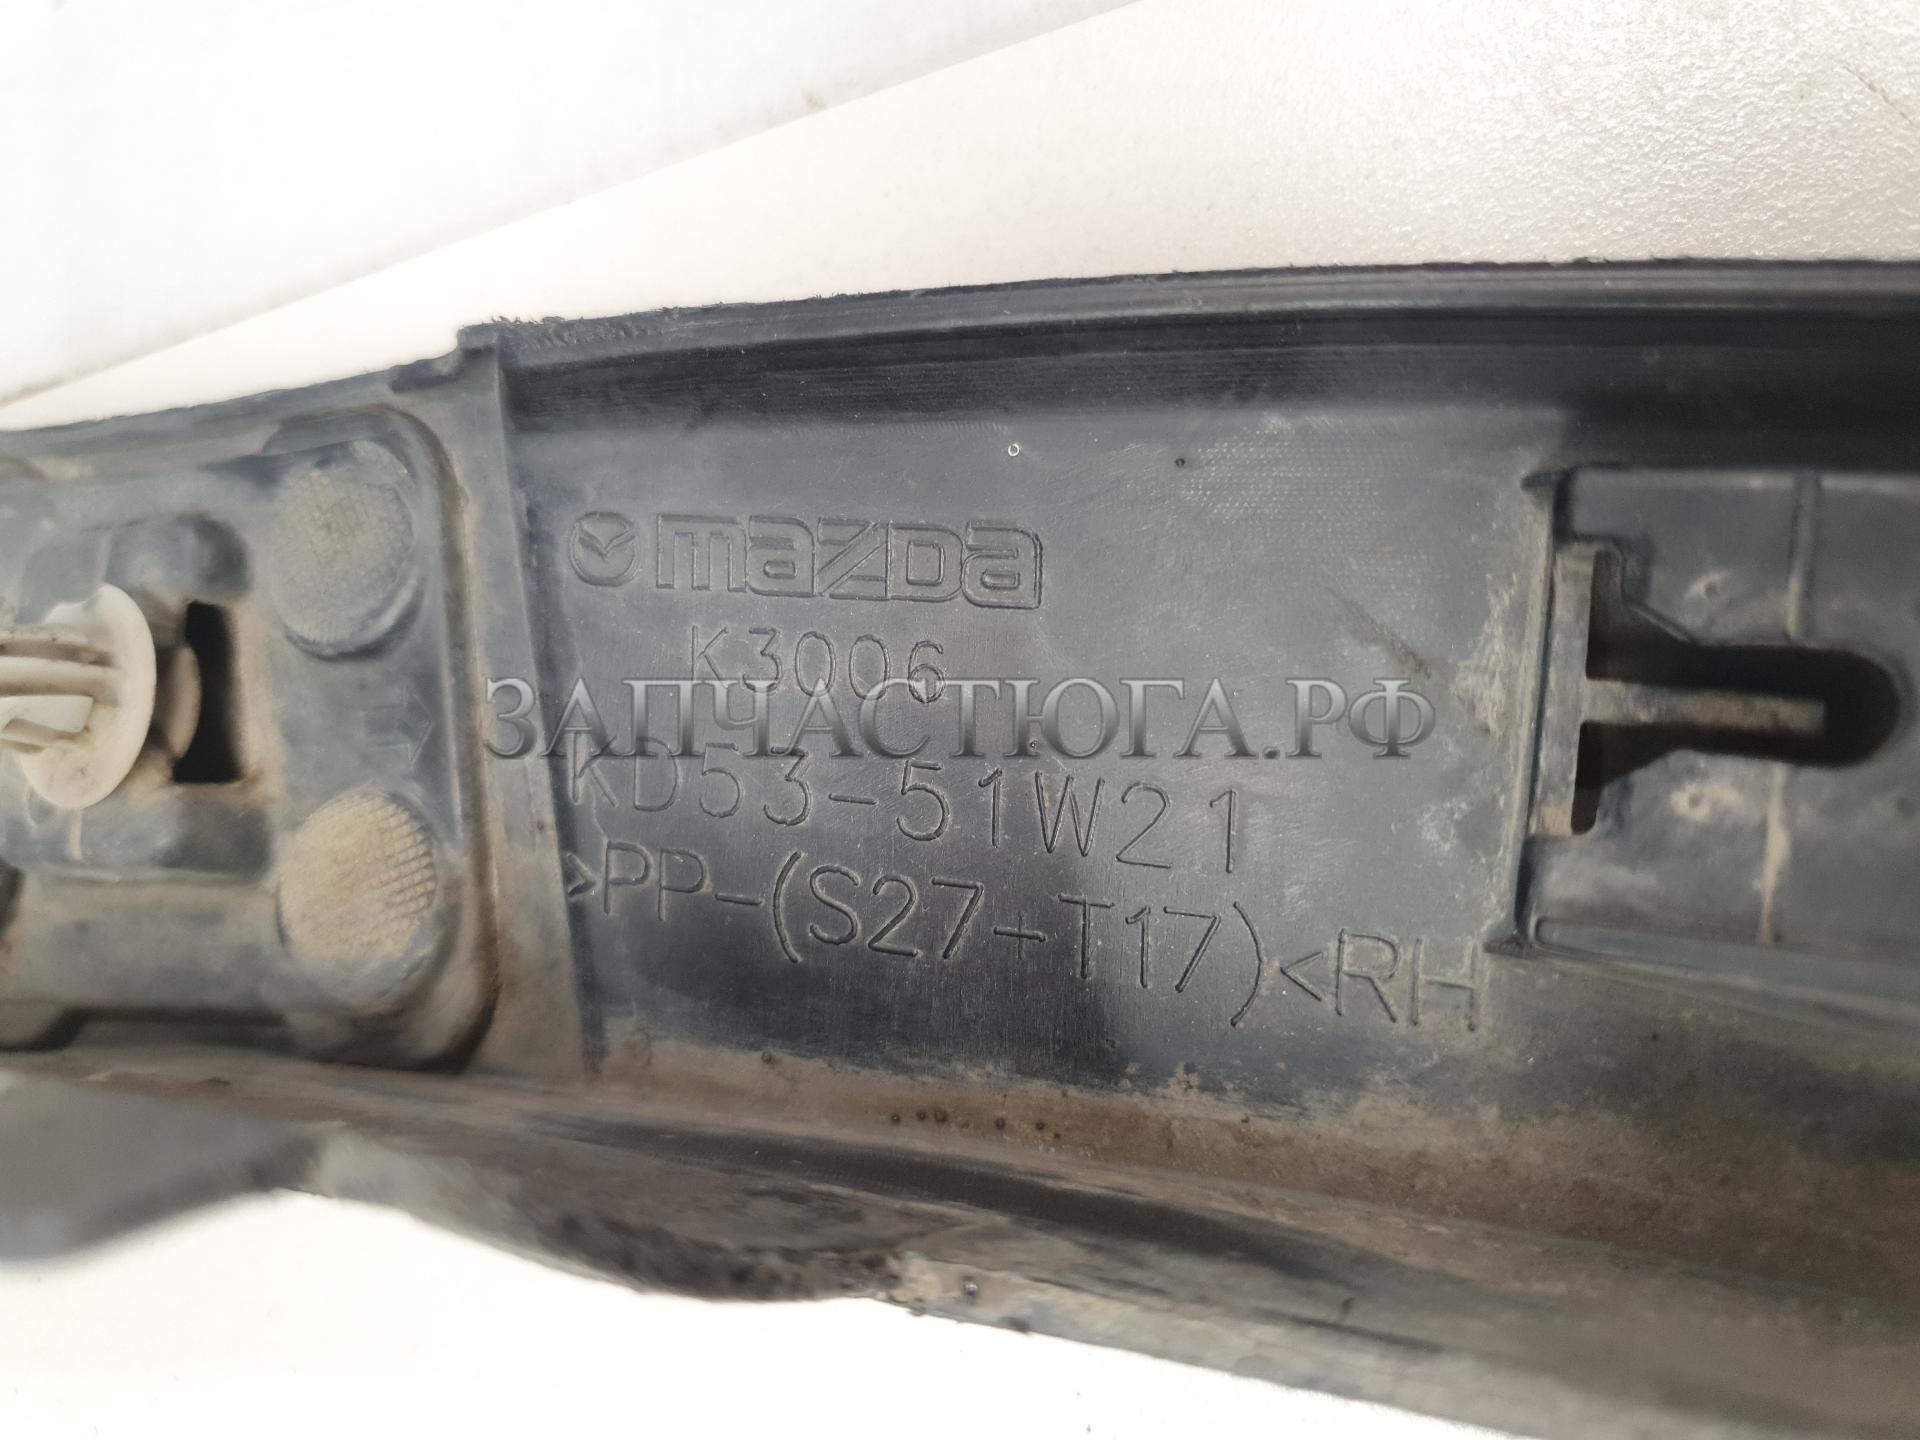 mazda
K3006
ЗАПЧАСТЮГА.РФ
KD53-51W21
>PP-(S27+T17)<RH